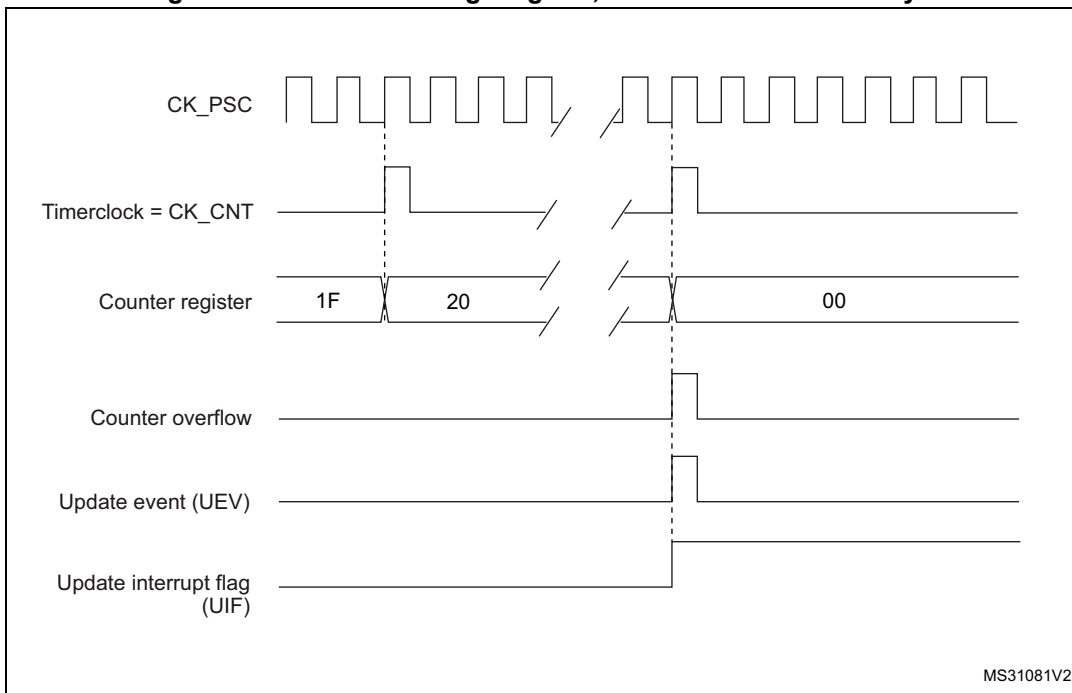 CK_PSC
Timerclock = CK_CNT
Counter register
1F
20
00
Counter overflow
Update event (UEV)
Update interrupt flag
(UIF)
MS31081V2